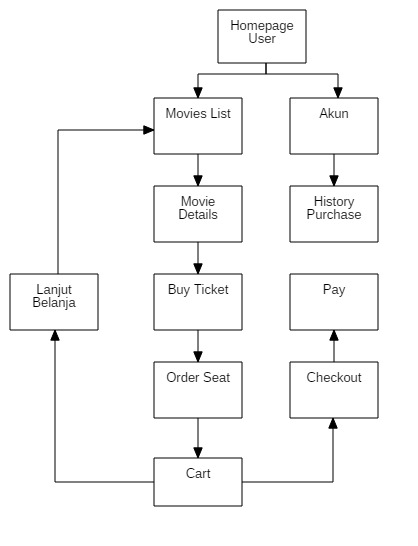 Homepage
User
Movies List
Akun
Movie
Details
History
Purchase
Lanjut
Belanja
Buy Ticket
Pay
Order Seat
Checkout
Cart